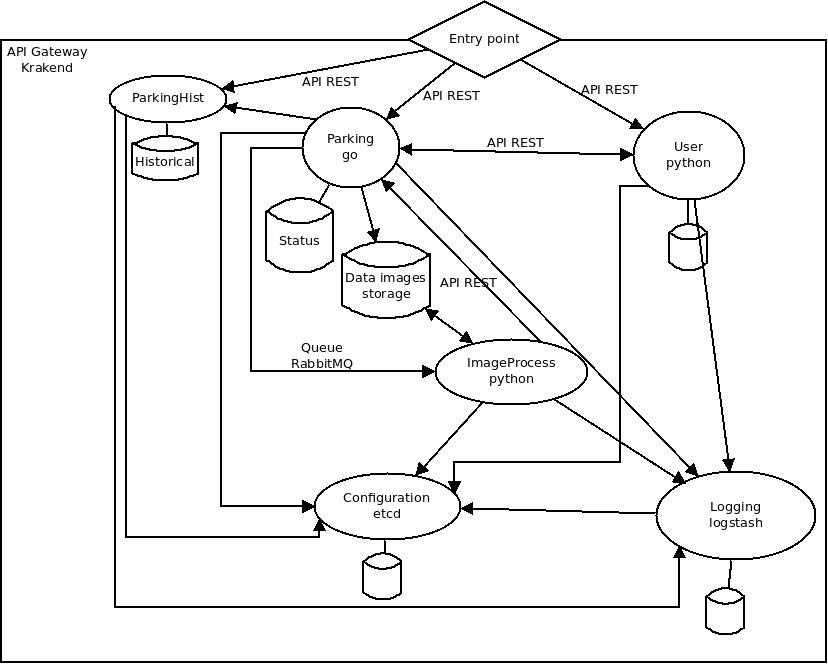 Entry point
API Gateway
Krakend
API REST
API REST
API REST
ParkingHist
Historical
Parking
go
API REST
User
python
Status
Data images
storage
API REST
Queue
RabbitMQ
ImageProcess
python
Configuration
etcd
Logging
logstash